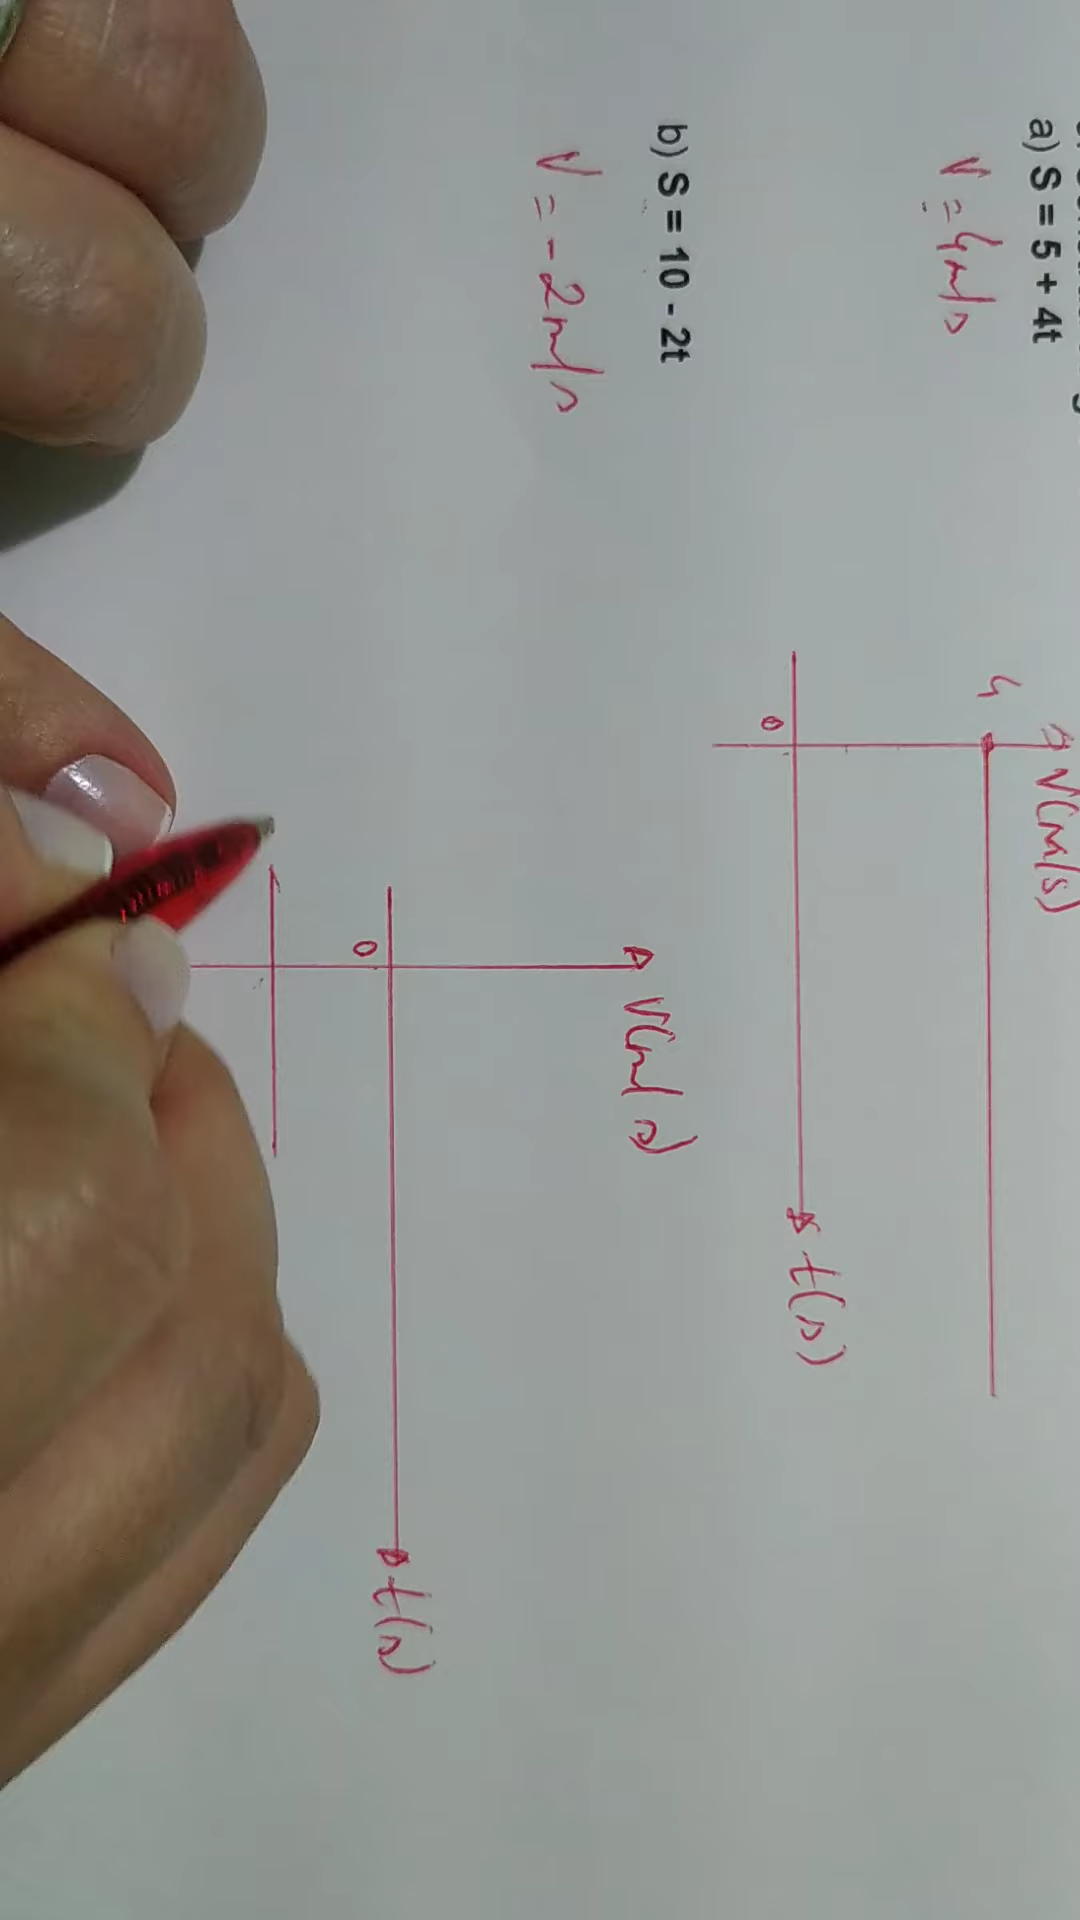 a) S = 5 + 4t
V = 4m/s
4
V(m/s)
0
t(s)
b) S = 10 - 2t
V = -2m/s
V(m/s)
0
t(s)